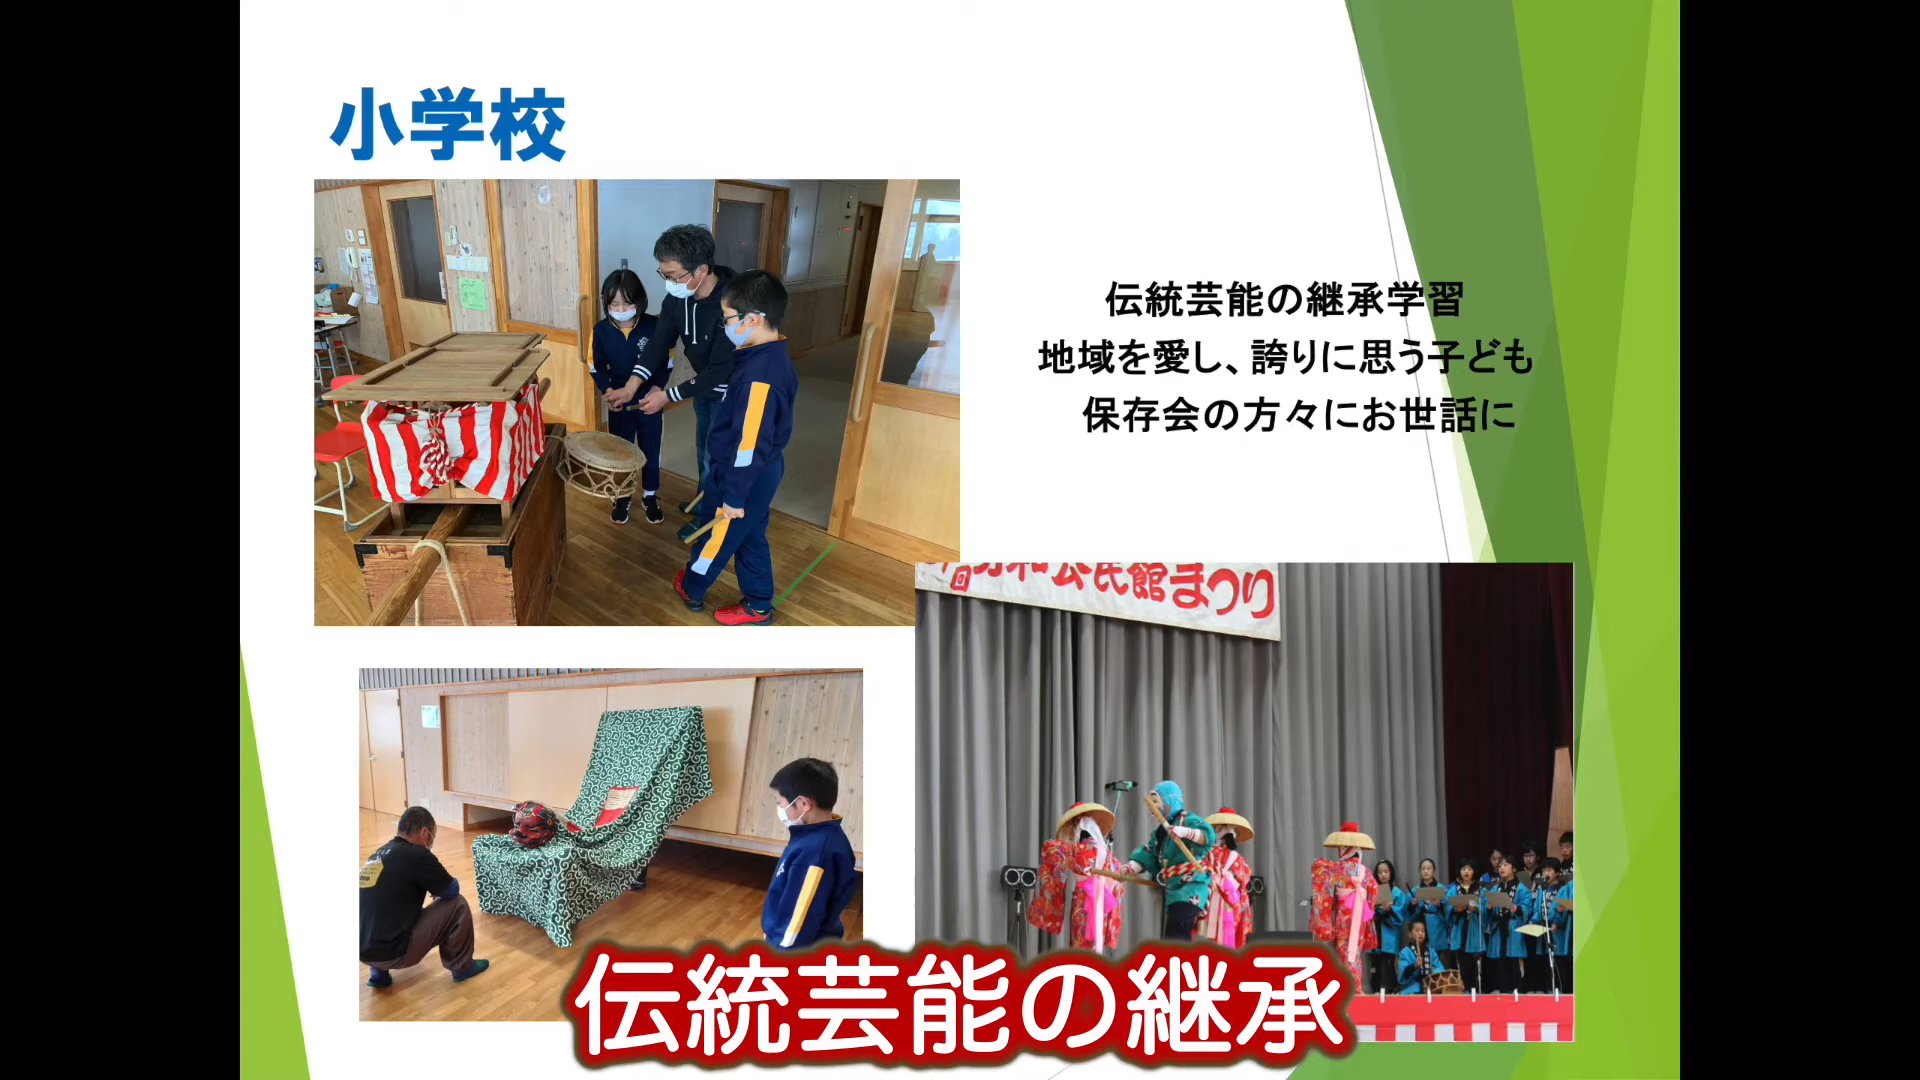 小学校
伝統芸能の継承学習
地域を愛し、誇りに思う子ども
保存会の方々にお世話に
回 公民館まつり
伝統芸能の継承